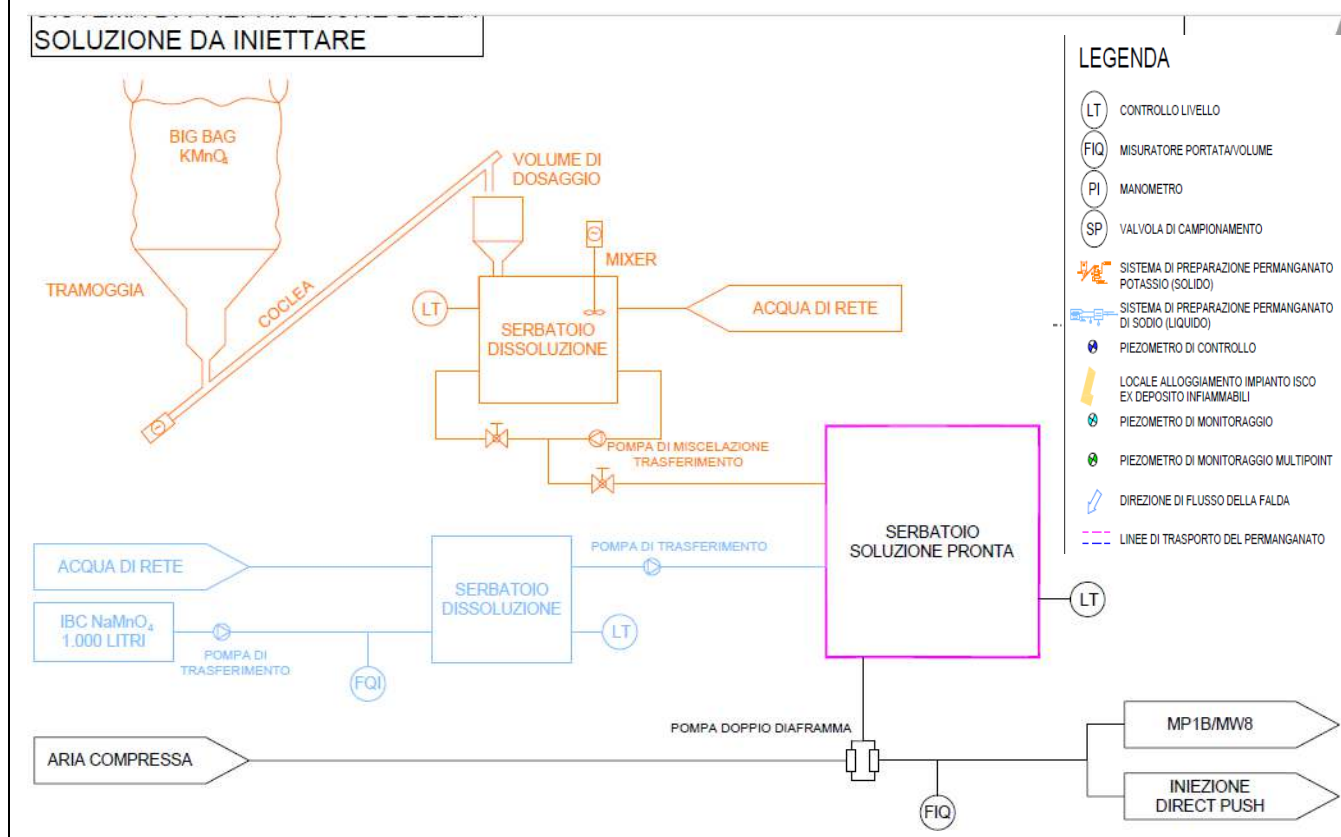 SOLUZIONE DA INIETTARE
BIG BAG
KMnO4
TRAMOGGIA
COCLEA
VOLUME DI
DOSAGGIO
MIXER
LT
SERBATOIO
DISSOLUZIONE
ACQUA DI RETE
POMPA DI MISCELAZIONE
TRASFERIMENTO
SERBATOIO
SOLUZIONE PRONTA
LT
ACQUA DI RETE
IBC NaMnO4
1.000 LITRI
POMPA DI
TRASFERIMENTO
FQI
SERBATOIO
DISSOLUZIONE
LT
POMPA DI TRASFERIMENTO
ARIA COMPRESSA
POMPA DOPPIO DIAFRAMMA
FIQ
MP1B/MW8
INIEZIONE
DIRECT PUSH
LEGENDA
LT CONTROLLO LIVELLO
FIQ MISURATORE PORTATA/VOLUME
PI MANOMETRO
SP VALVOLA DI CAMPIONAMENTO
SISTEMA DI PREPARAZIONE PERMANGANATO
POTASSIO (SOLIDO)
SISTEMA DI PREPARAZIONE PERMANGANATO
DI SODIO (LIQUIDO)
PIEZOMETRO DI CONTROLLO
LOCALE ALLOGGIAMENTO IMPIANTO ISCO
EX DEPOSITO INFIAMMABILI
PIEZOMETRO DI MONITORAGGIO
PIEZOMETRO DI MONITORAGGIO MULTIPOINT
DIREZIONE DI FLUSSO DELLA FALDA
LINEE DI TRASPORTO DEL PERMANGANATO